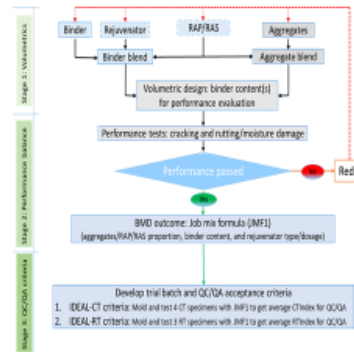 Binder
Rejuvenator
RAP/RAS
Aggregates
Binder blend
Aggregate blend
Volumetric design: binder content(s)
for performance evaluation
Performance tests: cracking and rutting/moisture damage
Performance passed
No
Red
Yes
BMD outcome: Job mix formula (JMF1)
(aggregates/RAP/RAS proportion, binder content, and rejuvenator type/dosage)
Develop trial batch and QC/QA acceptance criteria
1. IDEAL-CT criteria: Mold and test 4 CT specimens with JMF1 to get average CTindex for QC/QA
2. IDEAL-RT criteria: Mold and test 3 RT specimens with JMF1 to get average RTindex for QC/QA
Stage 1: Volumetrics
Stage 2: Performance balance
Stage 3: QC/QA criteria